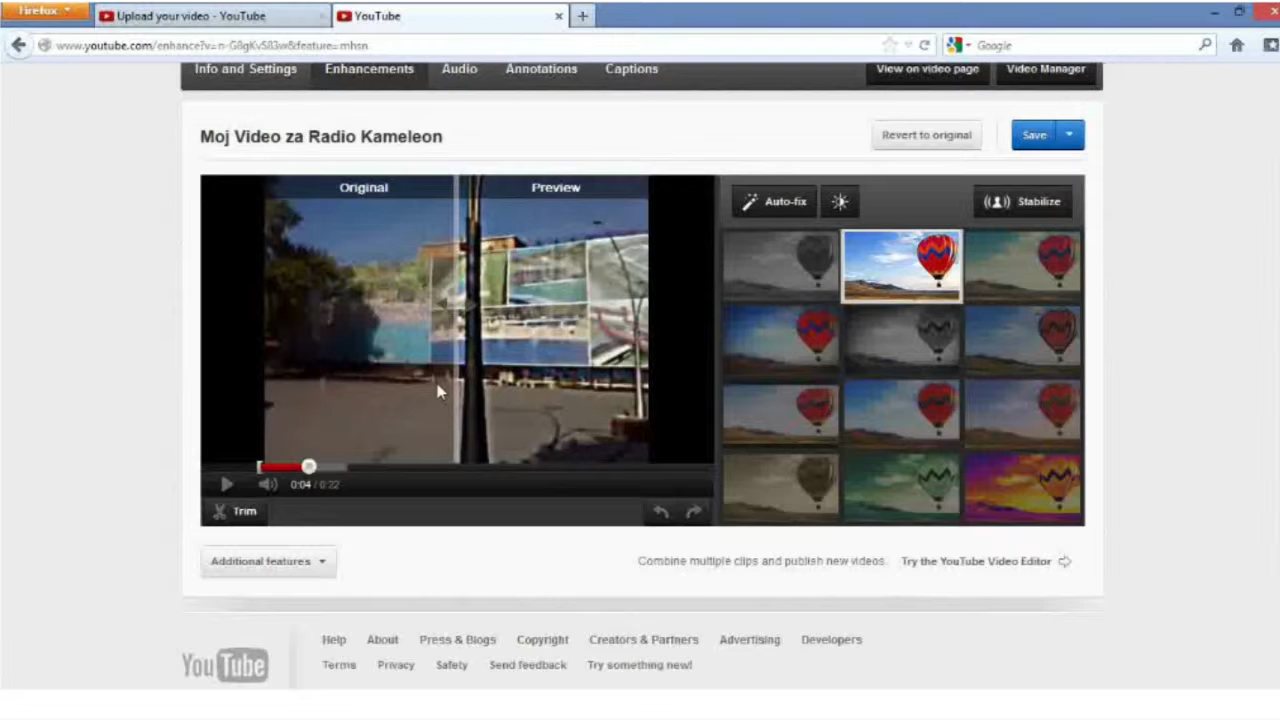 Firefox
Upload your video - YouTube
YouTube
Google
Info and Settings
Enhancements
Audio
Annotations
Captions
View on video page
Video Manager
Moj Video za Radio Kameleon
Revert to original
Save
Original
Preview
Auto-fix
Stabilize
0:04 / 0:22
Trim
Additional features
Combine multiple clips and publish new videos.
Try the YouTube Video Editor
Help
About
Press & Blogs
Copyright
Creators & Partners
Advertising
Developers
YouTube
Terms
Privacy
Safety
Send feedback
Try something new!